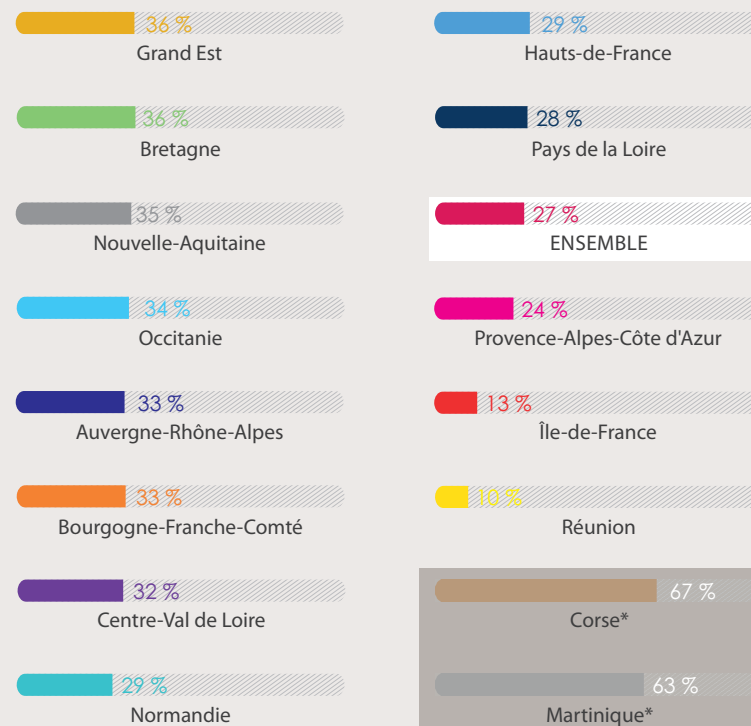 36 %
Grand Est
36 %
Bretagne
35 %
Nouvelle-Aquitaine
34 %
Occitanie
33 %
Auvergne-Rhône-Alpes
33 %
Bourgogne-Franche-Comté
32 %
Centre-Val de Loire
29 %
Normandie
29 %
Hauts-de-France
28 %
Pays de la Loire
27 %
ENSEMBLE
24 %
Provence-Alpes-Côte d'Azur
13 %
Île-de-France
10 %
Réunion
67 %
Corse*
63 %
Martinique*